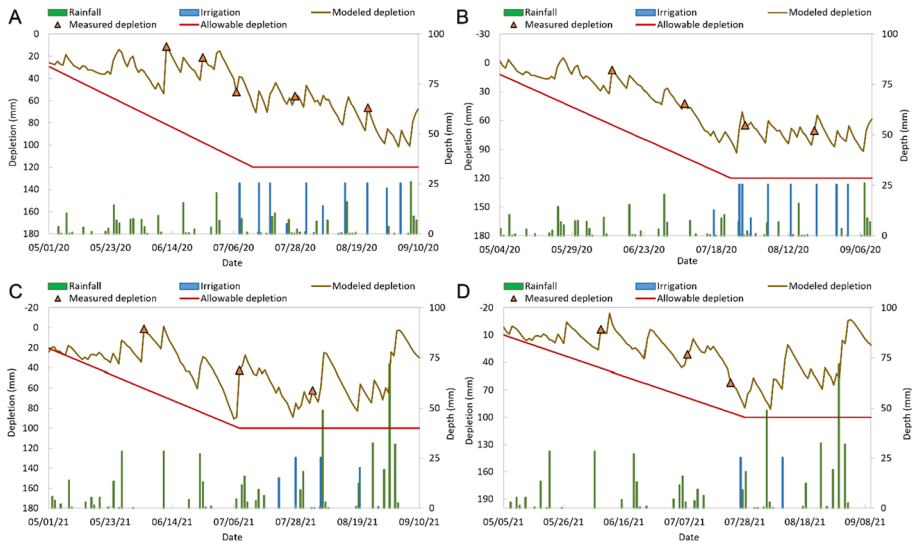 A
Rainfall Irrigation Modeled depletion
Measured depletion Allowable depletion
Depletion (mm)
0
20
40
60
80
100
120
140
160
180
Depth (mm)
100
75
50
25
0
05/01/20 05/23/20 06/14/20 07/06/20 07/28/20 08/19/20 09/10/20
Date
B
Rainfall Irrigation Modeled depletion
Measured depletion Allowable depletion
Depletion (mm)
-30
0
30
60
90
120
150
180
Depth (mm)
100
75
50
25
0
05/04/20 05/29/20 06/23/20 07/18/20 08/12/20 09/06/20
Date
C
Rainfall Irrigation Modeled depletion
Measured depletion Allowable depletion
Depletion (mm)
-20
0
20
40
60
80
100
120
140
160
180
Depth (mm)
100
75
50
25
0
05/01/21 05/23/21 06/14/21 07/06/21 07/28/21 08/19/21 09/10/21
Date
D
Rainfall Irrigation Modeled depletion
Measured depletion Allowable depletion
Depletion (mm)
-20
10
40
70
100
130
160
190
Depth (mm)
100
75
50
25
0
05/05/21 05/26/21 06/16/21 07/07/21 07/28/21 08/18/21 09/08/21
Date